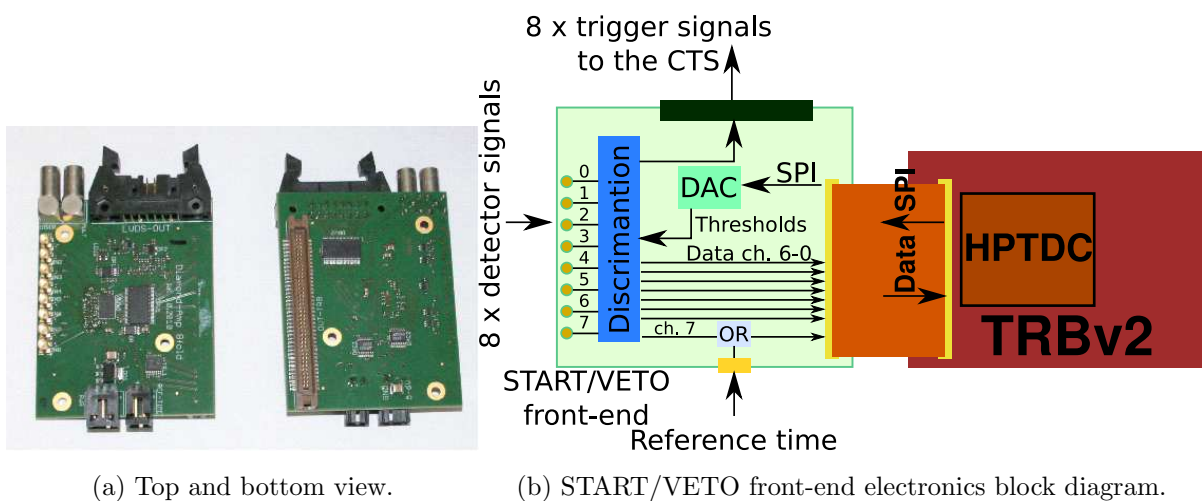 8 x trigger signals
to the CTS
8 x detector signals
LVDS-OUT
0
1
2
3
4
5
6
7
Discrimantion
DAC
SPI
Thresholds
Data ch. 6-0
ch. 7
OR
START/VETO
front-end
Reference time
SPI
Data
HPTDC
TRBv2
(a) Top and bottom view.
(b) START/VETO front-end electronics block diagram.